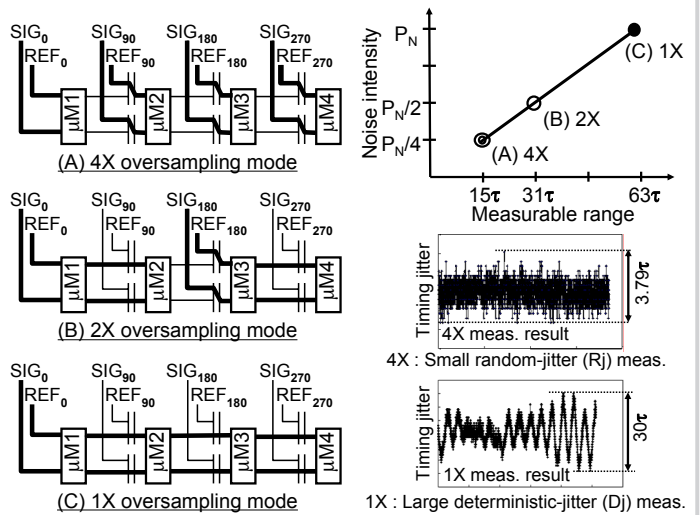 SIG0 SIG90 SIG180 SIG270
REF0 REF90 REF180 REF270
μM1 μM2 μM3 μM4
(A) 4X oversampling mode
SIG0 SIG90 SIG180 SIG270
REF0 REF90 REF180 REF270
μM1 μM2 μM3 μM4
(B) 2X oversampling mode
SIG0 SIG90 SIG180 SIG270
REF0 REF90 REF180 REF270
μM1 μM2 μM3 μM4
(C) 1X oversampling mode
Noise intensity
PN
PN/2
PN/4
(C) 1X
(B) 2X
(A) 4X
15τ 31τ 63τ
Measurable range
Timing jitter
4X meas. result
3.79τ
4X : Small random-jitter (Rj) meas.
Timing jitter
1X meas. result
30τ
1X : Large deterministic-jitter (Dj) meas.